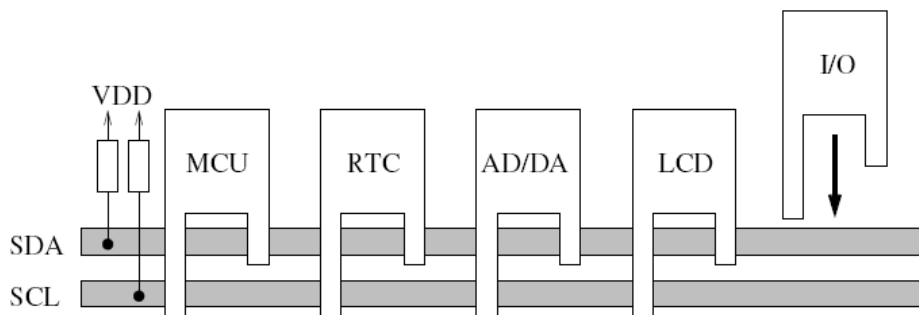 I/O
VDD
MCU
RTC
AD/DA
LCD
SDA
SCL